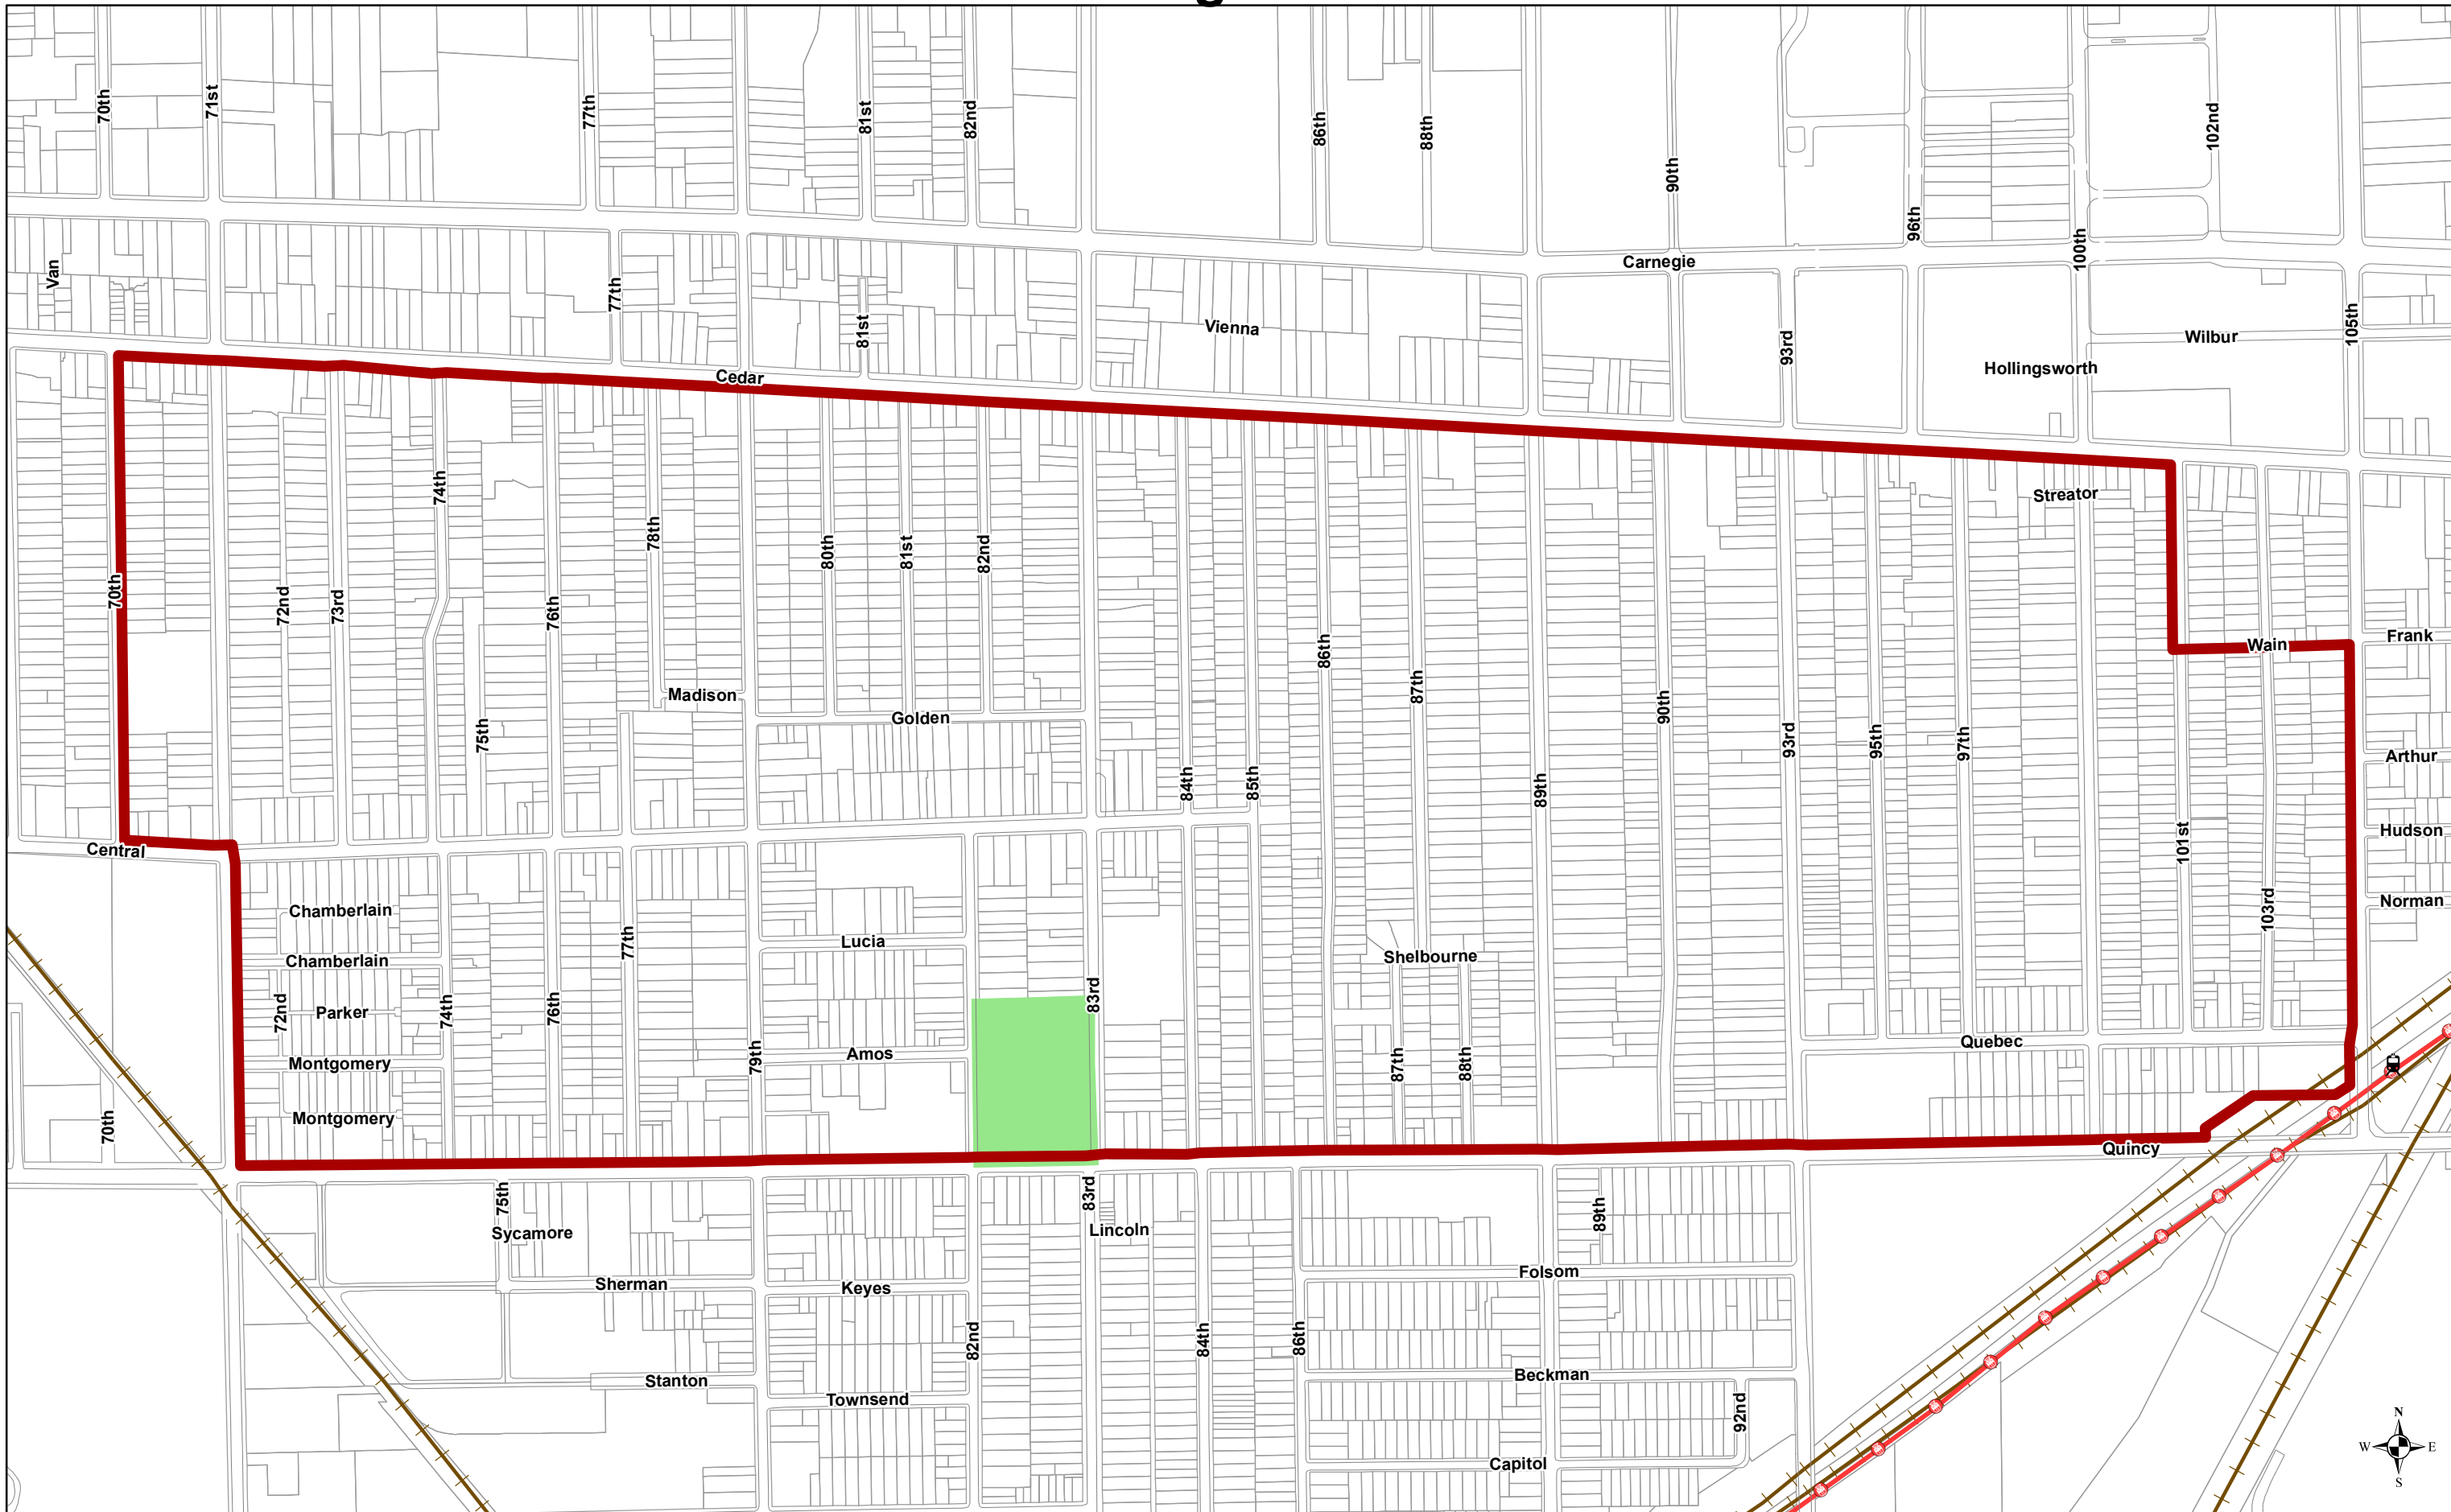 70th
71st
77th
81st
82nd
86th
88th
90th
96th
100th
102nd
Van
77th
81st
Vienna
Carnegie
93rd
105th
Wilbur
Hollingsworth
Cedar
74th
78th
80th
81st
82nd
Streator
70th
72nd
73rd
76th
86th
87th
90th
Wain
Frank
75th
Madison
Golden
84th
85th
89th
93rd
95th
97th
Arthur
Central
101st
Hudson
103rd
Norman
Chamberlain
Lucia
77th
Shelbourne
Chamberlain
72nd
Parker
74th
76th
83rd
79th
Amos
87th
88th
Quebec
Montgomery
Montgomery
70th
Quincy
75th
Sycamore
83rd
Lincoln
89th
Sherman
Keyes
Folsom
82nd
84th
86th
Stanton
Beckman
Townsend
92nd
Capitol
N
W E
S